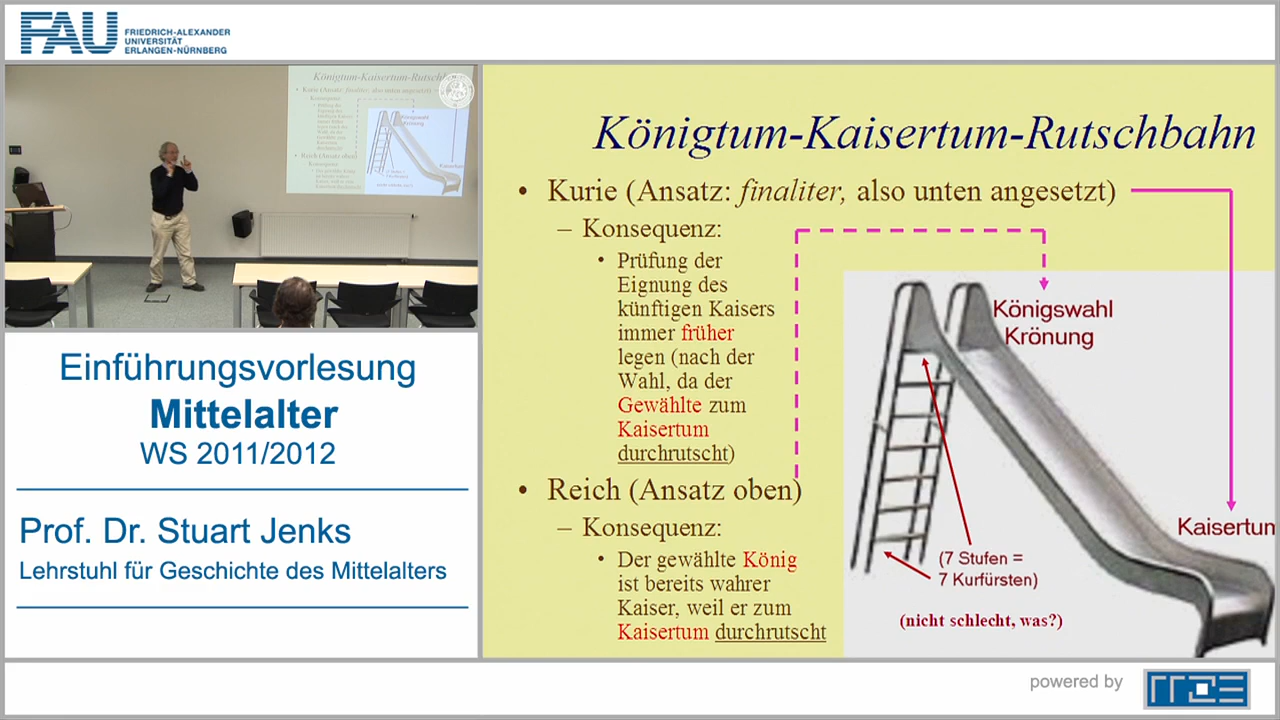 FAU
FRIEDRICH-ALEXANDER
UNIVERSITÄT
ERLANGEN-NÜRNBERG
Königtum-Kaisertum-Rutschbahn
• Kurie (Ansatz: finaliter, also unten angesetzt)
– Konsequenz:
• Prüfung der
Eignung des
künftigen Kaisers
immer früher
legen (nach der
Wahl, da der
Gewählte zum
Kaisertum
durchrutscht)
• Reich (Ansatz oben)
– Konsequenz:
• Der gewählte König
ist bereits wahrer
Kaiser, weil er zum
Kaisertum durchrutscht
Königswahl
Krönung
Kaisertum
(7 Stufen =
7 Kurfürsten)
(nicht schlecht, was?)
Einführungsvorlesung
Mittelalter
WS 2011/2012
Prof. Dr. Stuart Jenks
Lehrstuhl für Geschichte des Mittelalters
powered by